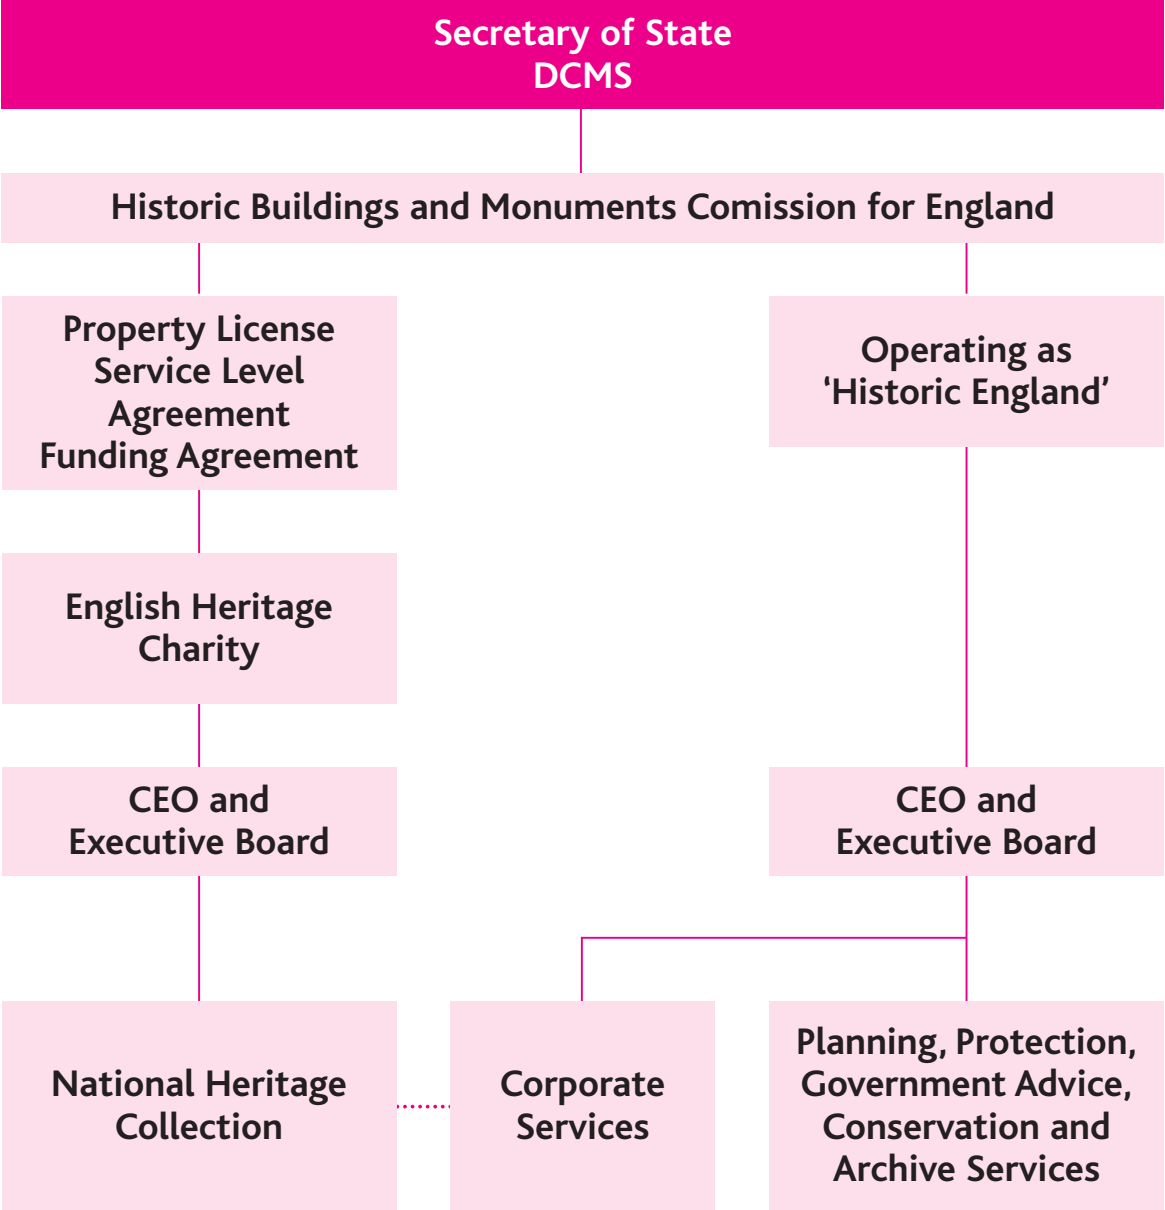 Secretary of State
DCMS
Historic Buildings and Monuments Comission for England
Property License
Service Level
Agreement
Funding Agreement
Operating as
‘Historic England’
English Heritage
Charity
CEO and
Executive Board
CEO and
Executive Board
National Heritage
Collection
Corporate
Services
Planning, Protection,
Government Advice,
Conservation and
Archive Services